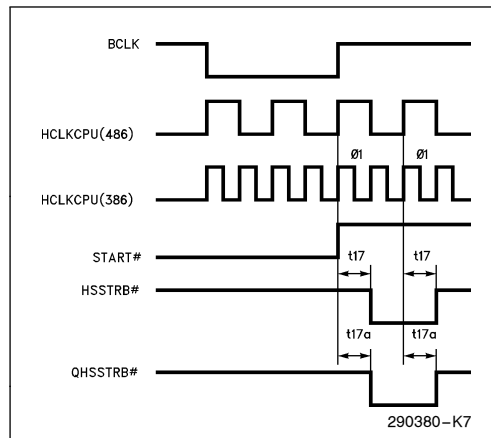 BCLK
HCLKCPU(486)
Ø1 Ø1
HCLKCPU(386)
START#
t17 t17
HSSTRB#
t17a t17a
QHSSTRB#
290380–K7